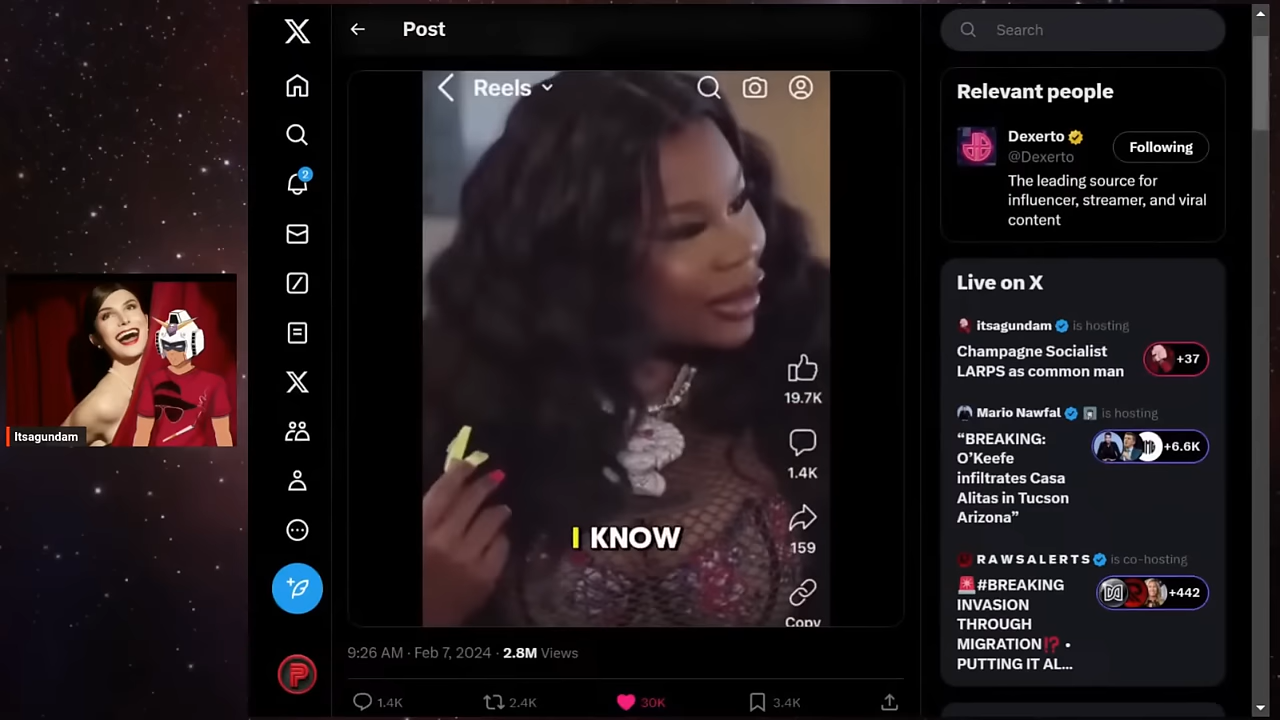 Post
Reels
19.7K
1.4K
159
Copy
I KNOW
9:26 AM · Feb 7, 2024 · 2.8M Views
1.4K
2.4K
30K
3.4K
2
Itsagundam
Search
Relevant people
Dexerto
@Dexerto
Following
The leading source for
influencer, streamer, and viral
content
Live on X
itsagundam is hosting
Champagne Socialist
LARPS as common man
+37
Mario Nawfal is hosting
“BREAKING:
O’Keefe
infiltrates Casa
Alitas in Tucson
Arizona”
+6.6K
R A W S A L E R T S is co-hosting
🚨#BREAKING
INVASION
THROUGH
MIGRATION⁉️ •
PUTTING IT AL...
+442